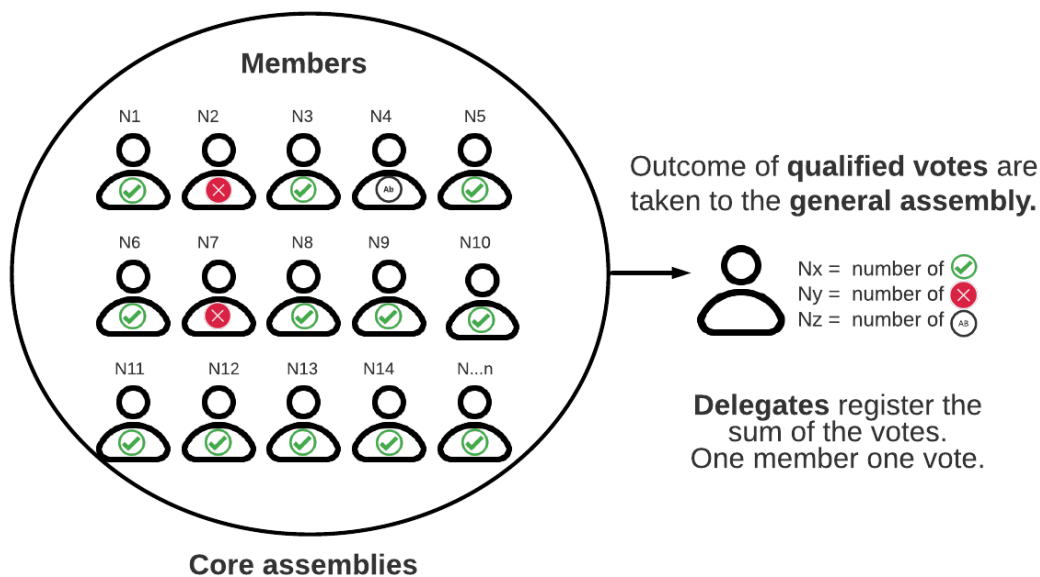 Members
N1 N2 N3 N4 N5
Ab
N6 N7 N8 N9 N10
N11 N12 N13 N14 N...n
Core assemblies
Outcome of qualified votes are
taken to the general assembly.
Nx = number of
Ny = number of
Nz = number of AB
Delegates register the
sum of the votes.
One member one vote.